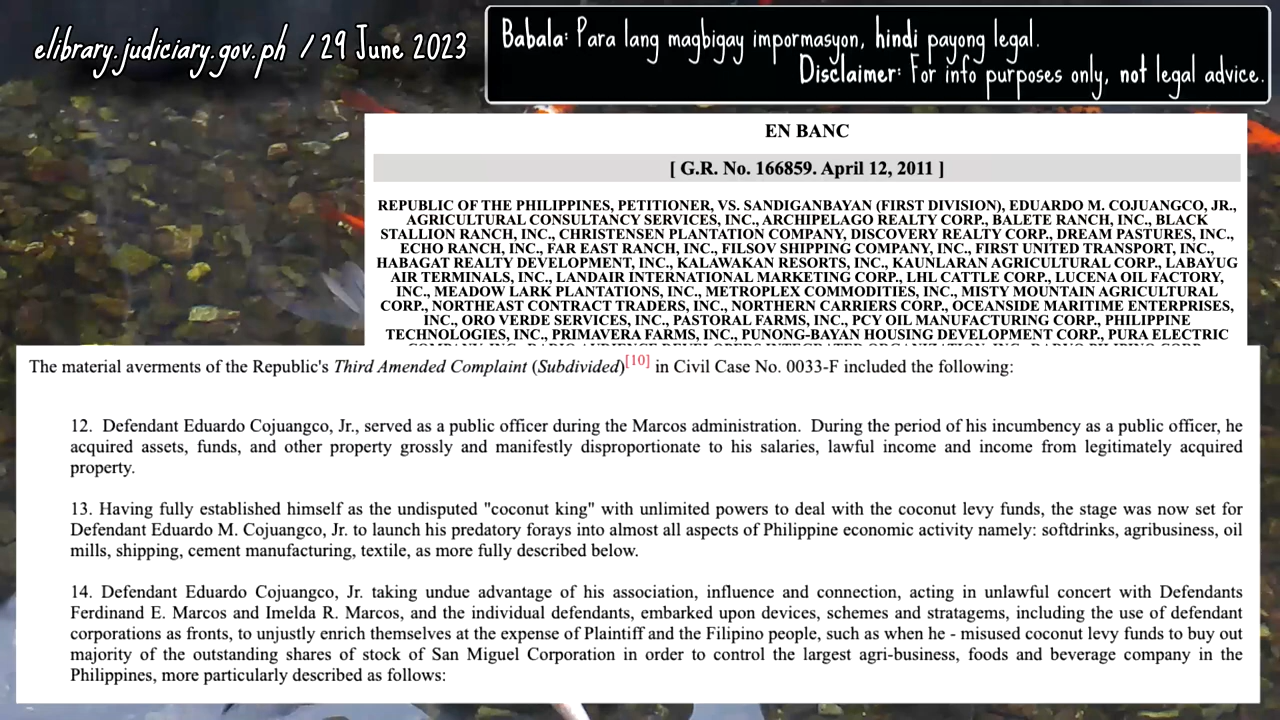 elibrary.judiciary.gov.ph / 29 June 2023
Babala: Para lang magbigay impormasyon, hindi payong legal.
Disclaimer: For info purposes only, not legal advice.
EN BANC
[ G.R. No. 166859. April 12, 2011 ]
REPUBLIC OF THE PHILIPPINES, PETITIONER, VS. SANDIGANBAYAN (FIRST DIVISION), EDUARDO M. COJUANGCO, JR.,
AGRICULTURAL CONSULTANCY SERVICES, INC., ARCHIPELAGO REALTY CORP., BALETE RANCH, INC., BLACK
STALLION RANCH, INC., CHRISTENSEN PLANTATION COMPANY, DISCOVERY REALTY CORP., DREAM PASTURES, INC.,
ECHO RANCH, INC., FAR EAST RANCH, INC., FILSOV SHIPPING COMPANY, INC., FIRST UNITED TRANSPORT, INC.,
HABAGAT REALTY DEVELOPMENT, INC., KALAWAKAN RESORTS, INC., KAUNLARAN AGRICULTURAL CORP., LABAYUG
AIR TERMINALS, INC., LANDAIR INTERNATIONAL MARKETING CORP., LHL CATTLE CORP., LUCENA OIL FACTORY,
INC., MEADOW LARK PLANTATIONS, INC., METROPLEX COMMODITIES, INC., MISTY MOUNTAIN AGRICULTURAL
CORP., NORTHEAST CONTRACT TRADERS, INC., NORTHERN CARRIERS CORP., OCEANSIDE MARITIME ENTERPRISES,
INC., ORO VERDE SERVICES, INC., PASTORAL FARMS, INC., PCY OIL MANUFACTURING CORP., PHILIPPINE
TECHNOLOGIES, INC., PRIMAVERA FARMS, INC., PUNONG-BAYAN HOUSING DEVELOPMENT CORP., PURA ELECTRIC
The material averments of the Republic's Third Amended Complaint (Subdivided)[10] in Civil Case No. 0033-F included the following:
12. Defendant Eduardo Cojuangco, Jr., served as a public officer during the Marcos administration. During the period of his incumbency as a public officer, he
acquired assets, funds, and other property grossly and manifestly disproportionate to his salaries, lawful income and income from legitimately acquired
property.
13. Having fully established himself as the undisputed "coconut king" with unlimited powers to deal with the coconut levy funds, the stage was now set for
Defendant Eduardo M. Cojuangco, Jr. to launch his predatory forays into almost all aspects of Philippine economic activity namely: softdrinks, agribusiness, oil
mills, shipping, cement manufacturing, textile, as more fully described below.
14. Defendant Eduardo Cojuangco, Jr. taking undue advantage of his association, influence and connection, acting in unlawful concert with Defendants
Ferdinand E. Marcos and Imelda R. Marcos, and the individual defendants, embarked upon devices, schemes and stratagems, including the use of defendant
corporations as fronts, to unjustly enrich themselves at the expense of Plaintiff and the Filipino people, such as when he - misused coconut levy funds to buy out
majority of the outstanding shares of stock of San Miguel Corporation in order to control the largest agri-business, foods and beverage company in the
Philippines, more particularly described as follows: